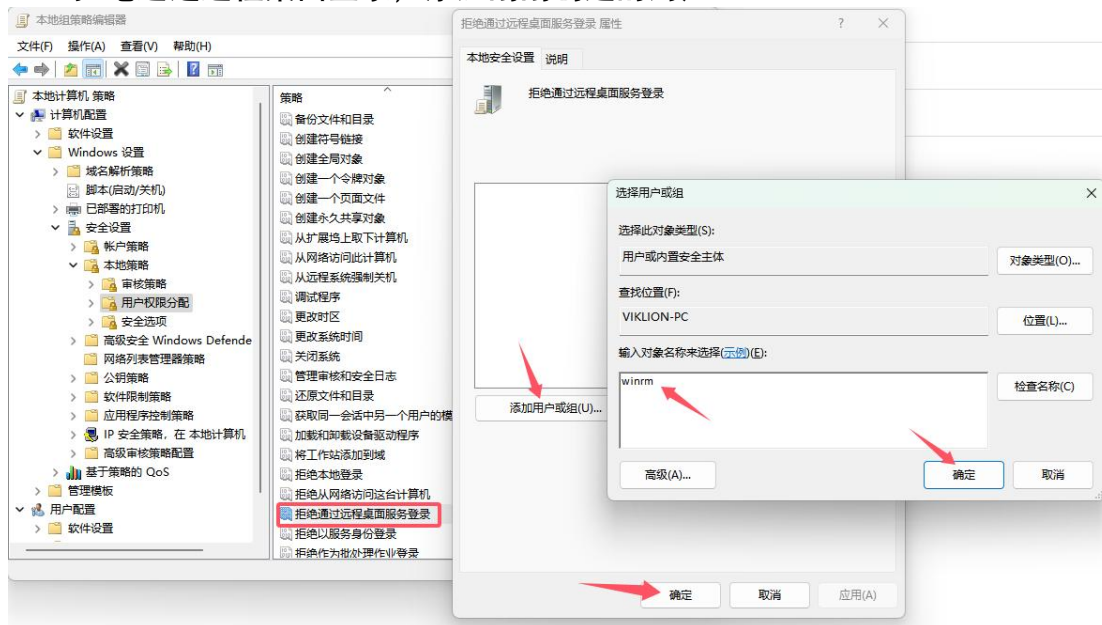 本地组策略编辑器
文件(F) 操作(A) 查看(V) 帮助(H)
本地计算机 策略
计算机配置
软件设置
Windows 设置
域名解析策略
脚本(启动/关机)
已部署的打印机
安全设置
帐户策略
本地策略
审核策略
用户权限分配
安全选项
高级安全 Windows Defende
网络列表管理器策略
公钥策略
软件限制策略
应用程序控制策略
IP 安全策略，在 本地计算机
高级审核策略配置
基于策略的 QoS
管理模板
用户配置
软件设置
策略
备份文件和目录
创建符号链接
创建全局对象
创建一个令牌对象
创建一个页面文件
创建永久共享对象
从扩展坞上取下计算机
从网络访问此计算机
从远程系统强制关机
调试程序
更改时区
更改系统时间
关闭系统
管理审核和安全日志
还原文件和目录
获取同一会话中另一个用户的模
加载和卸载设备驱动程序
将工作站添加到域
拒绝本地登录
拒绝从网络访问这台计算机
拒绝通过远程桌面服务登录
拒绝以服务身份登录
拒绝作为批处理作业登录
拒绝通过远程桌面服务登录 属性
本地安全设置 说明
拒绝通过远程桌面服务登录
添加用户或组(U)...
确定 取消 应用(A)
选择用户或组
选择此对象类型(S):
用户或内置安全主体
对象类型(O)...
查找位置(F):
VIKLION-PC
位置(L)...
输入对象名称来选择(示例)(E):
winrm
检查名称(C)
高级(A)...
确定 取消